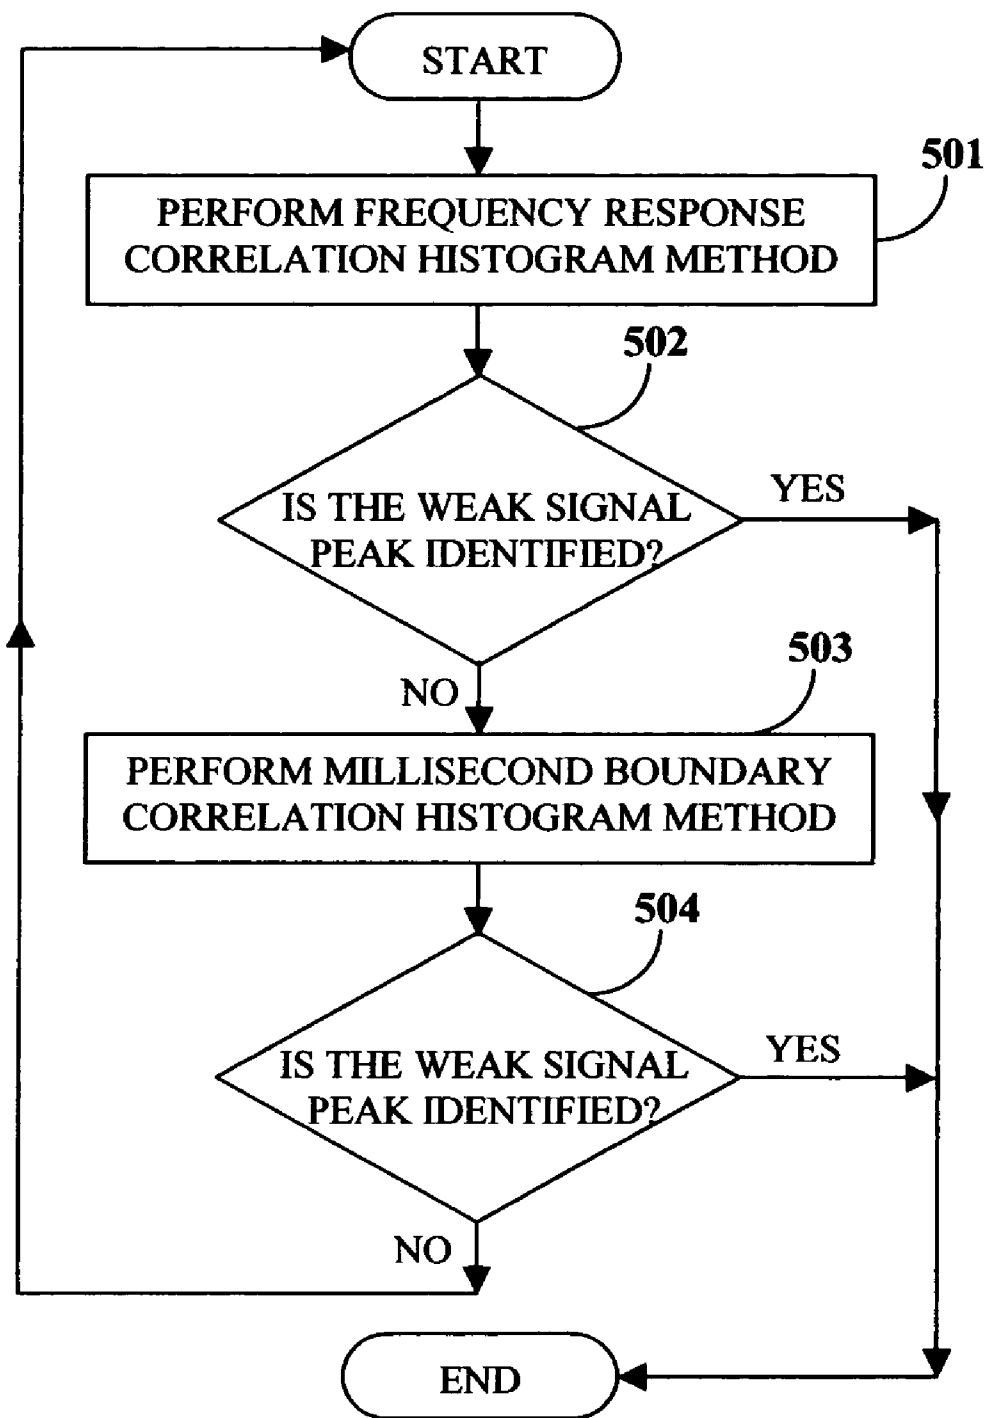 START
501
PERFORM FREQUENCY RESPONSE
CORRELATION HISTOGRAM METHOD
502
IS THE WEAK SIGNAL
PEAK IDENTIFIED?
YES
NO
503
PERFORM MILLISECOND BOUNDARY
CORRELATION HISTOGRAM METHOD
504
IS THE WEAK SIGNAL
PEAK IDENTIFIED?
YES
NO
END